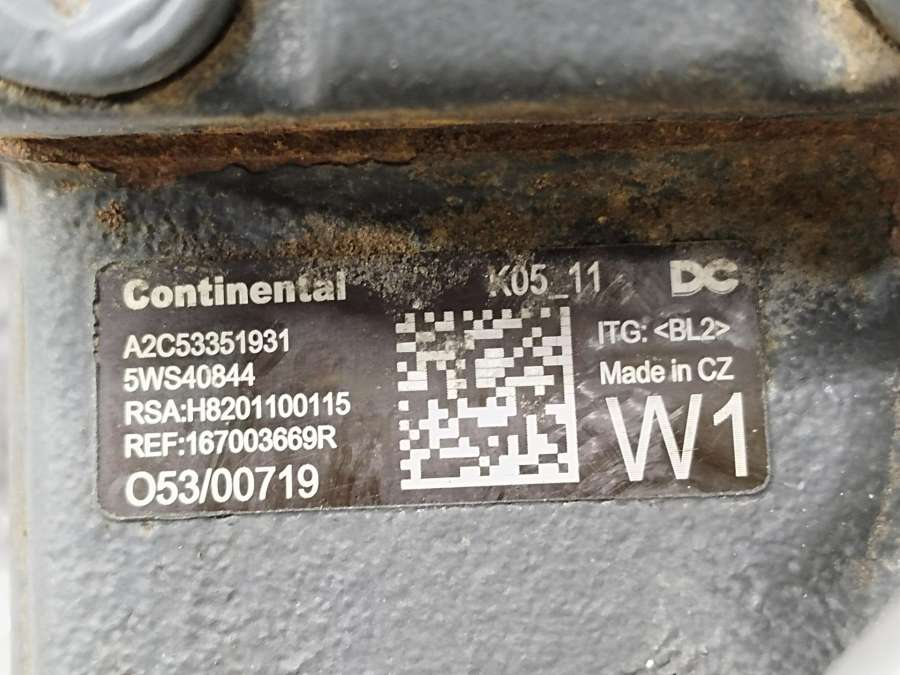 Continental K05_11 DC
A2C53351931 ITG: <BL2>
5WS40844 Made in CZ
RSA:H8201100115
REF:167003669R W1
O53/00719